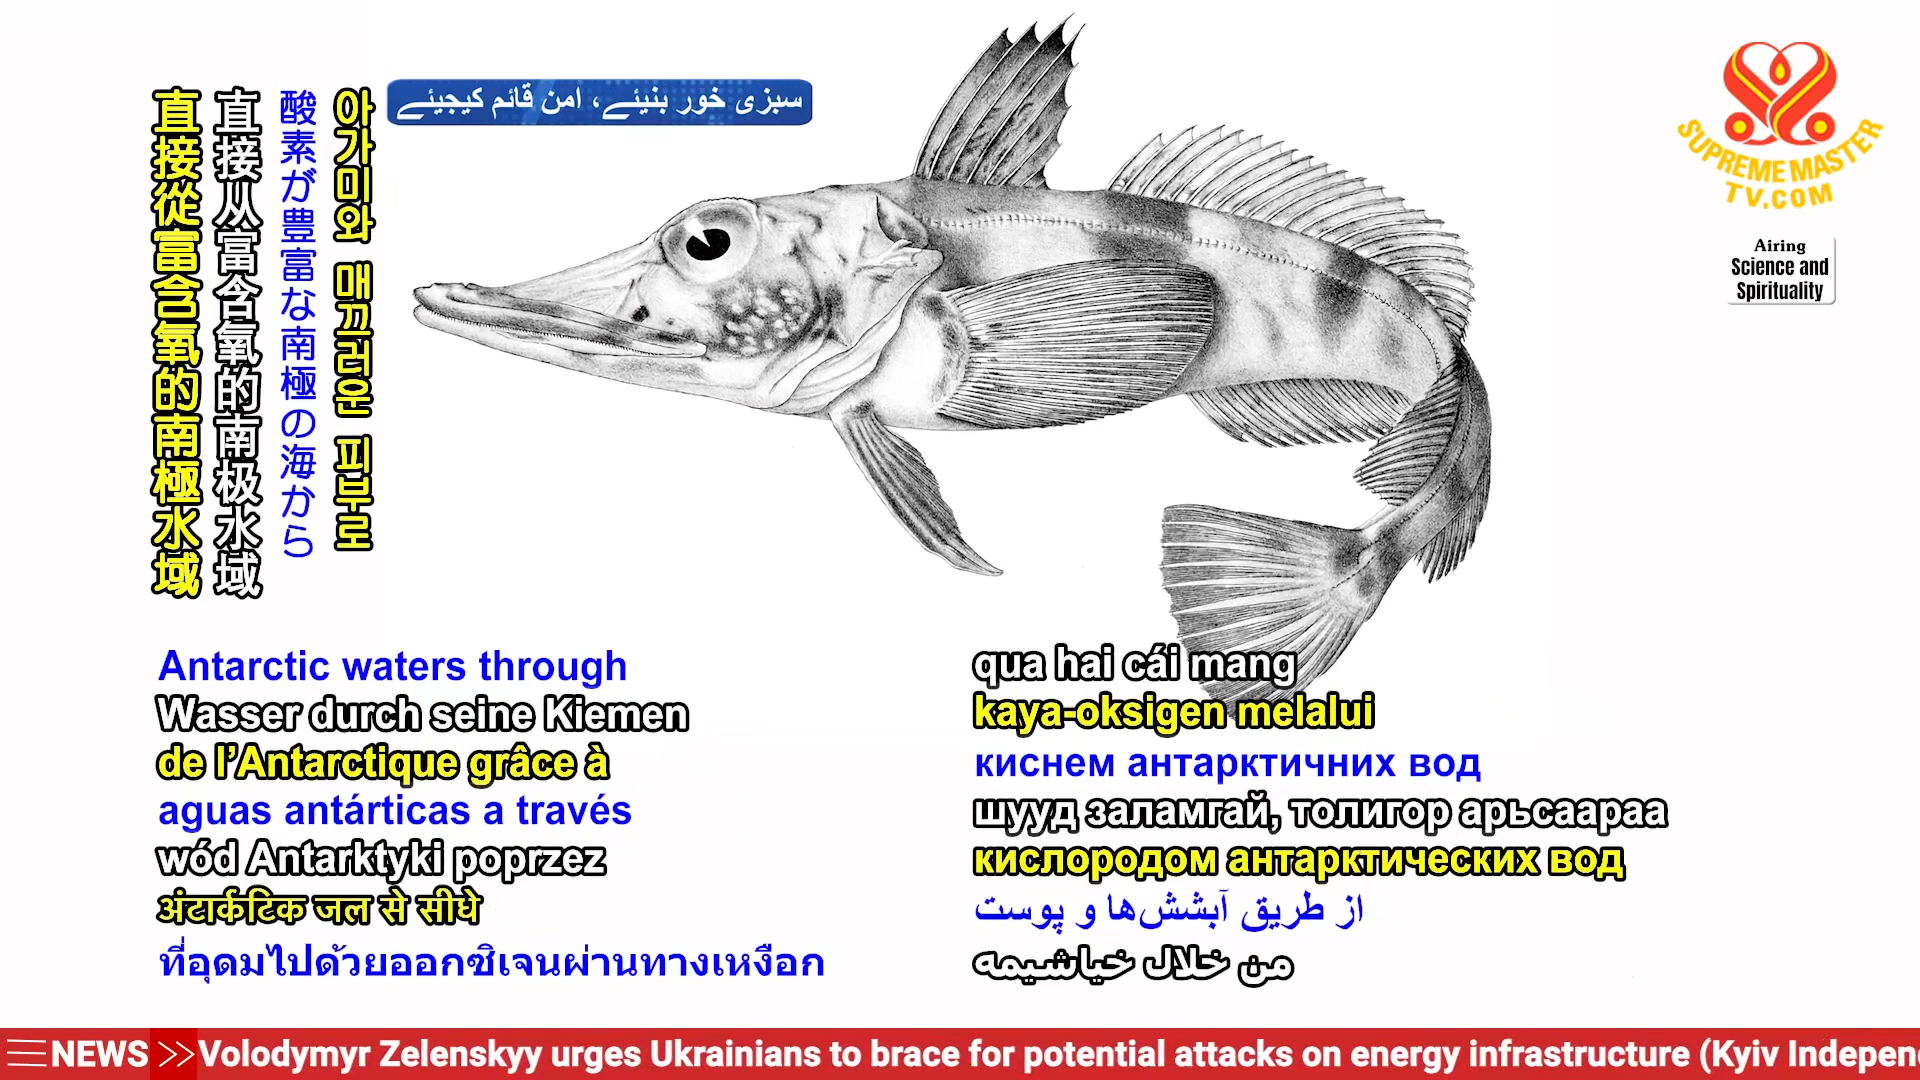 直接從富含氧的南極水域
直接从富含氧的南极水域
酸素が豊富な南極の海から
아가미와 매끄러운 피부로
سبزی خور بنیئے، امن قائم کیجیئے
SUPREME MASTER
TV.COM
Airing
Science and
Spirituality
Antarctic waters through
Wasser durch seine Kiemen
de l’Antarctique grâce à
aguas antárticas a través
wód Antarktyki poprzez
अंटार्कटिक जल से सीधे
ที่อุดมไปด้วยออกซิเจนผ่านทางเหงือก
qua hai cái mang
kaya-oksigen melalui
киснем антарктичних вод
шууд заламгай, толигор арьсаараа
кислородом антарктических вод
از طریق آبشش‌ها و پوست
من خلال خياشيمه
NEWS Volodymyr Zelenskyy urges Ukrainians to brace for potential attacks on energy infrastructure (Kyiv Indepen